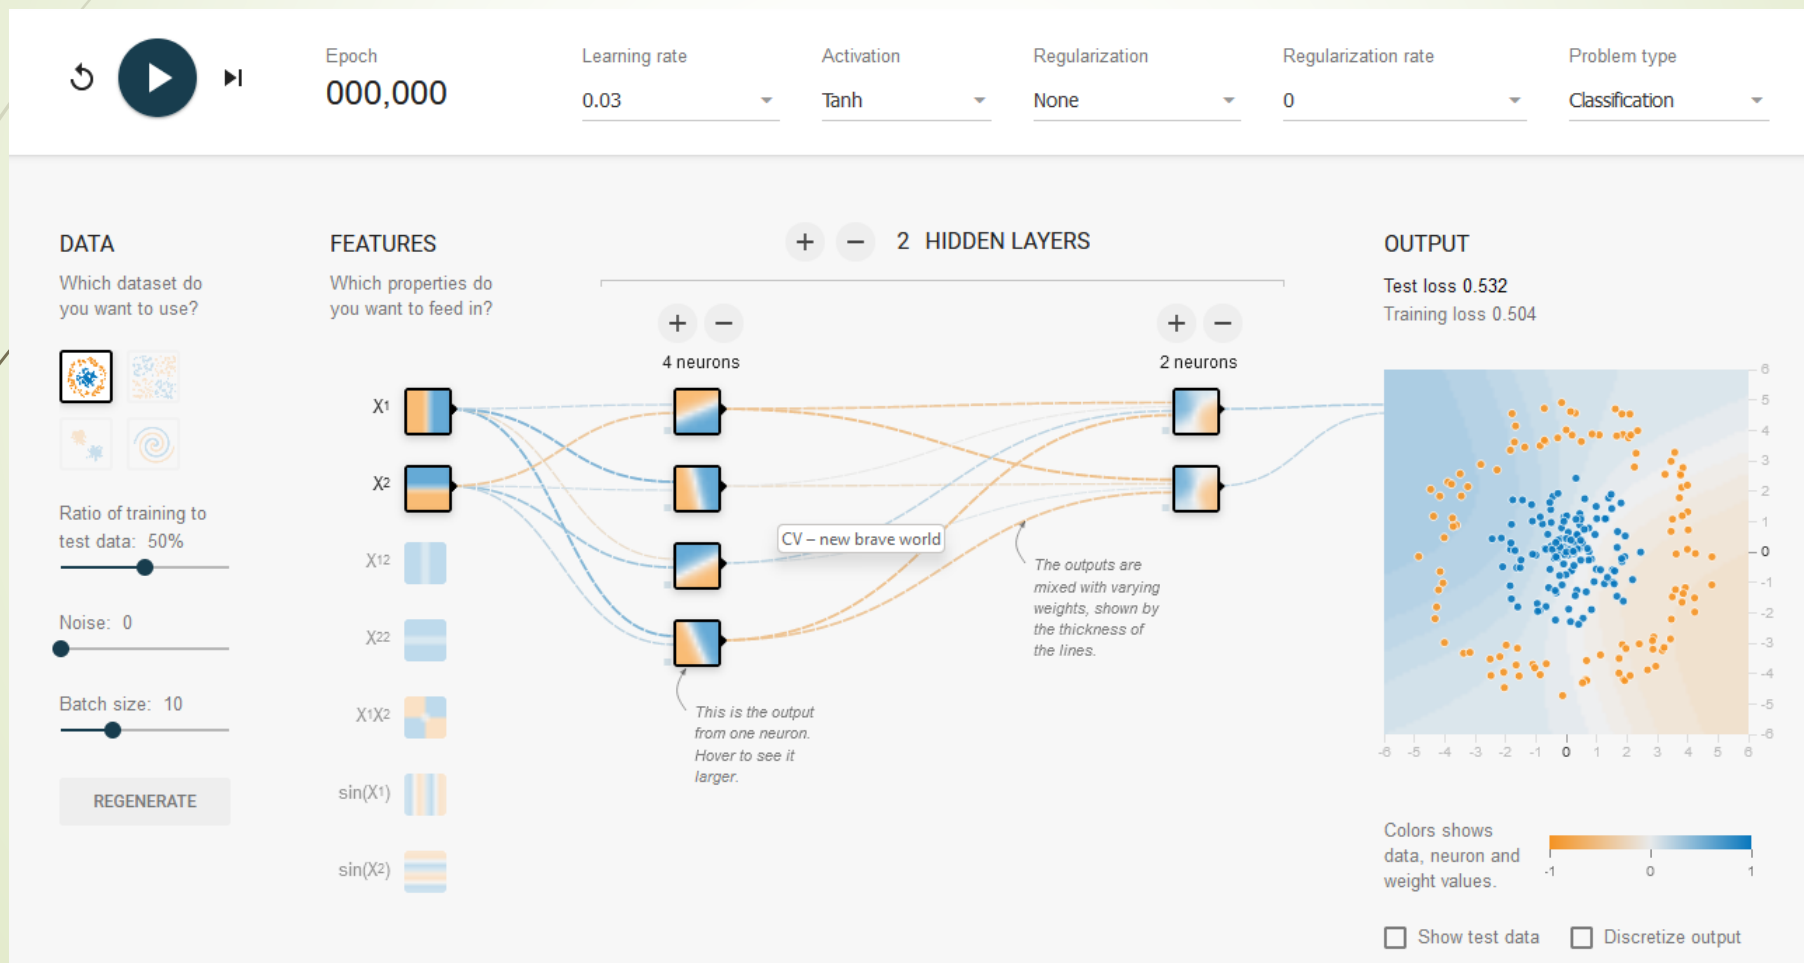 Epoch
000,000
Learning rate
0.03
Activation
Tanh
Regularization
None
Regularization rate
0
Problem type
Classification
DATA
Which dataset do
you want to use?
Ratio of training to
test data: 50%
Noise: 0
Batch size: 10
REGENERATE
FEATURES
Which properties do
you want to feed in?
X1
X2
X12
X22
X1X2
sin(X1)
sin(X2)
2 HIDDEN LAYERS
4 neurons
2 neurons
CV – new brave world
This is the output
from one neuron.
Hover to see it
larger.
The outputs are
mixed with varying
weights, shown by
the thickness of
the lines.
OUTPUT
Test loss 0.532
Training loss 0.504
6
5
4
3
2
1
0
-1
-2
-3
-4
-5
-6
-6 -5 -4 -3 -2 -1 0 1 2 3 4 5 6
Colors shows
data, neuron and
weight values.
-1 0 1
Show test data
Discretize output